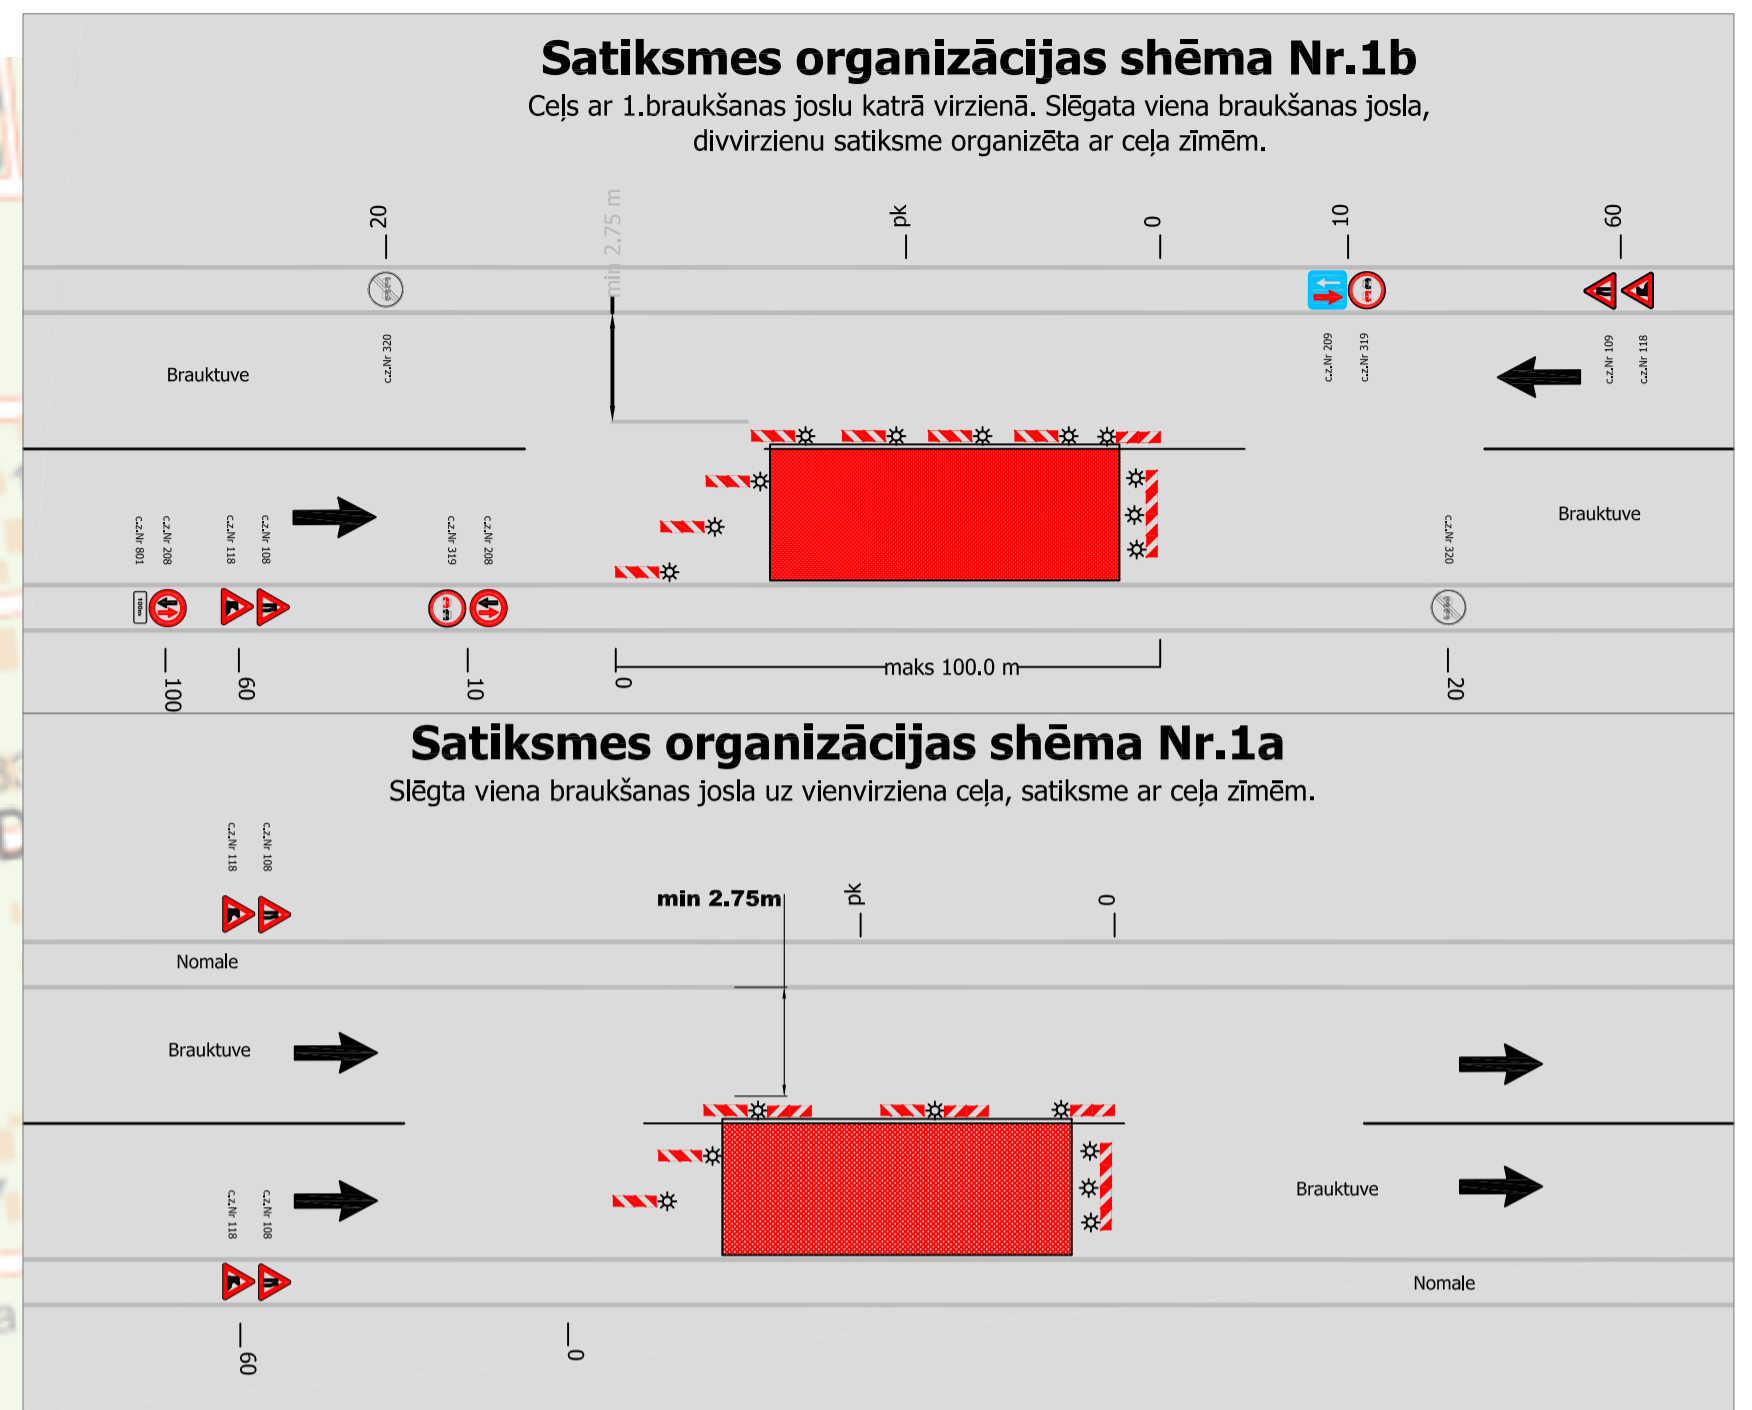 Satiksmes organizācijas shēma Nr.1b
Ceļs ar 1.braukšanas joslu katrā virzienā. Slēgata viena braukšanas josla,
divvirzienu satiksme organizēta ar ceļa zīmēm.
20
min 2.75 m
pk
0
10
60
Brauktuve
c.z.Nr 320
c.z.Nr 209
c.z.Nr 319
c.z.Nr 109
c.z.Nr 118
c.z.Nr 801
c.z.Nr 208
c.z.Nr 118
c.z.Nr 108
c.z.Nr 319
c.z.Nr 208
c.z.Nr 320
Brauktuve
100m
100
60
10
0
maks 100.0 m
20
Satiksmes organizācijas shēma Nr.1a
Slēgta viena braukšanas josla uz vienvirziena ceļa, satiksme ar ceļa zīmēm.
c.z.Nr 118
c.z.Nr 108
min 2.75m
pk
0
Nomale
Brauktuve
c.z.Nr 118
c.z.Nr 108
Brauktuve
Nomale
60
0